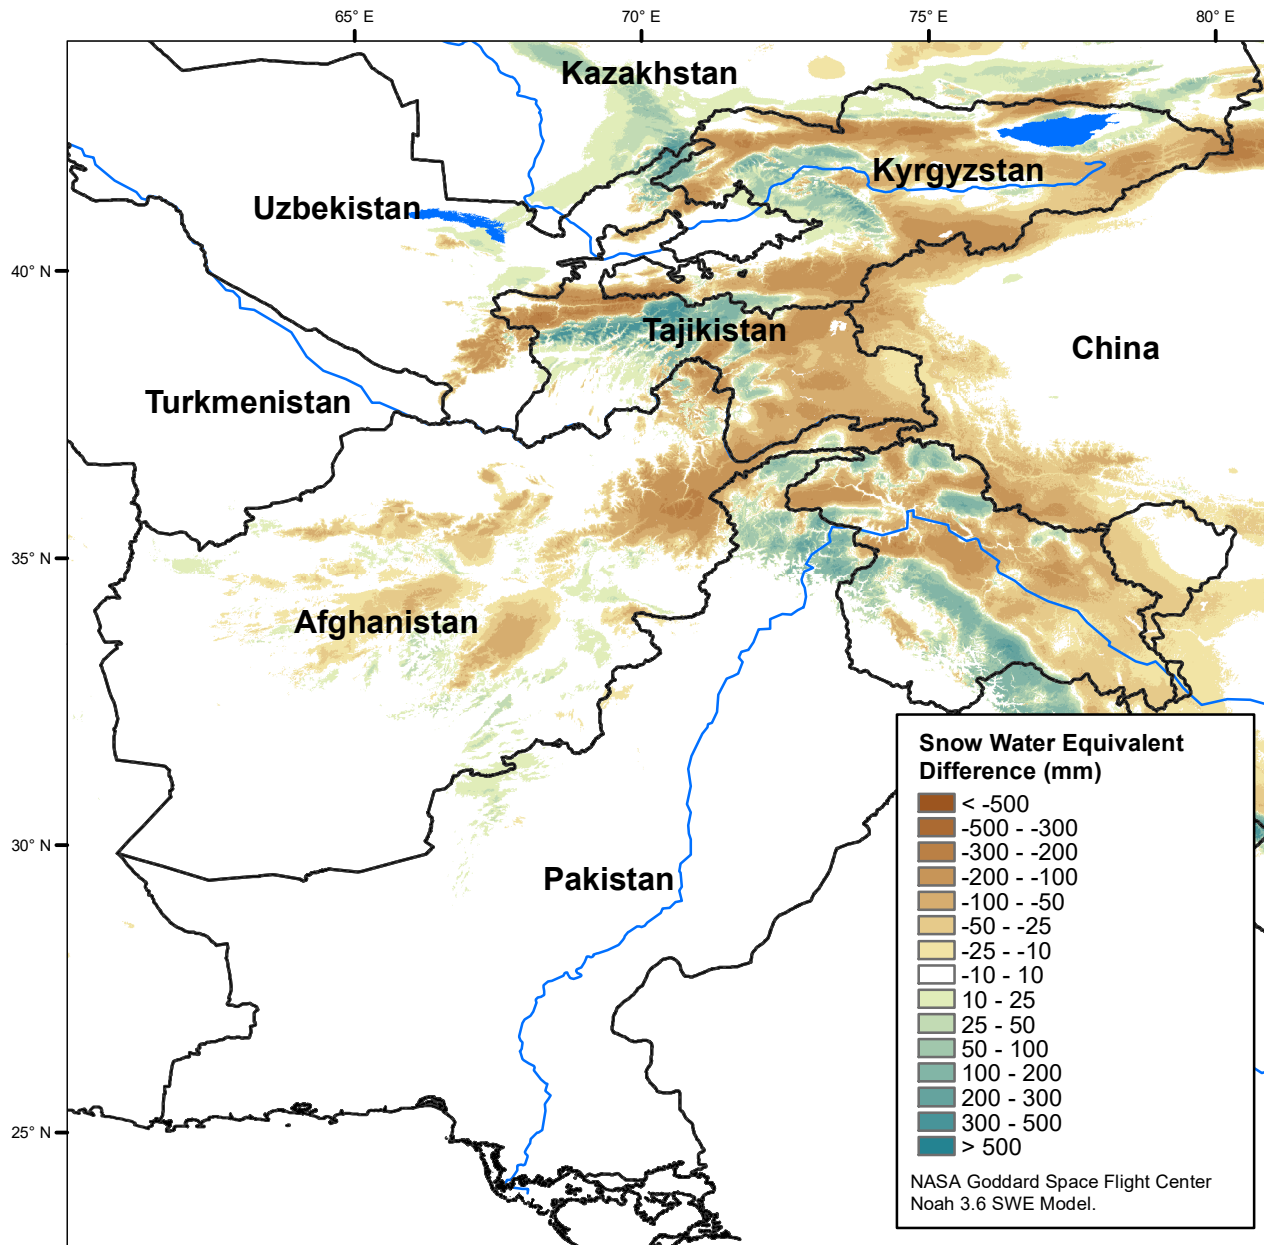 65° E
70° E
75° E
80° E
Kazakhstan
Kyrgyzstan
Uzbekistan
40° N
Tajikistan
China
Turkmenistan
35° N
Afghanistan
Snow Water Equivalent
Difference (mm)
< -500
-500 - -300
-300 - -200
-200 - -100
-100 - -50
-50 - -25
-25 - -10
-10 - 10
10 - 25
25 - 50
50 - 100
100 - 200
200 - 300
300 - 500
> 500
30° N
Pakistan
25° N
NASA Goddard Space Flight Center
Noah 3.6 SWE Model.